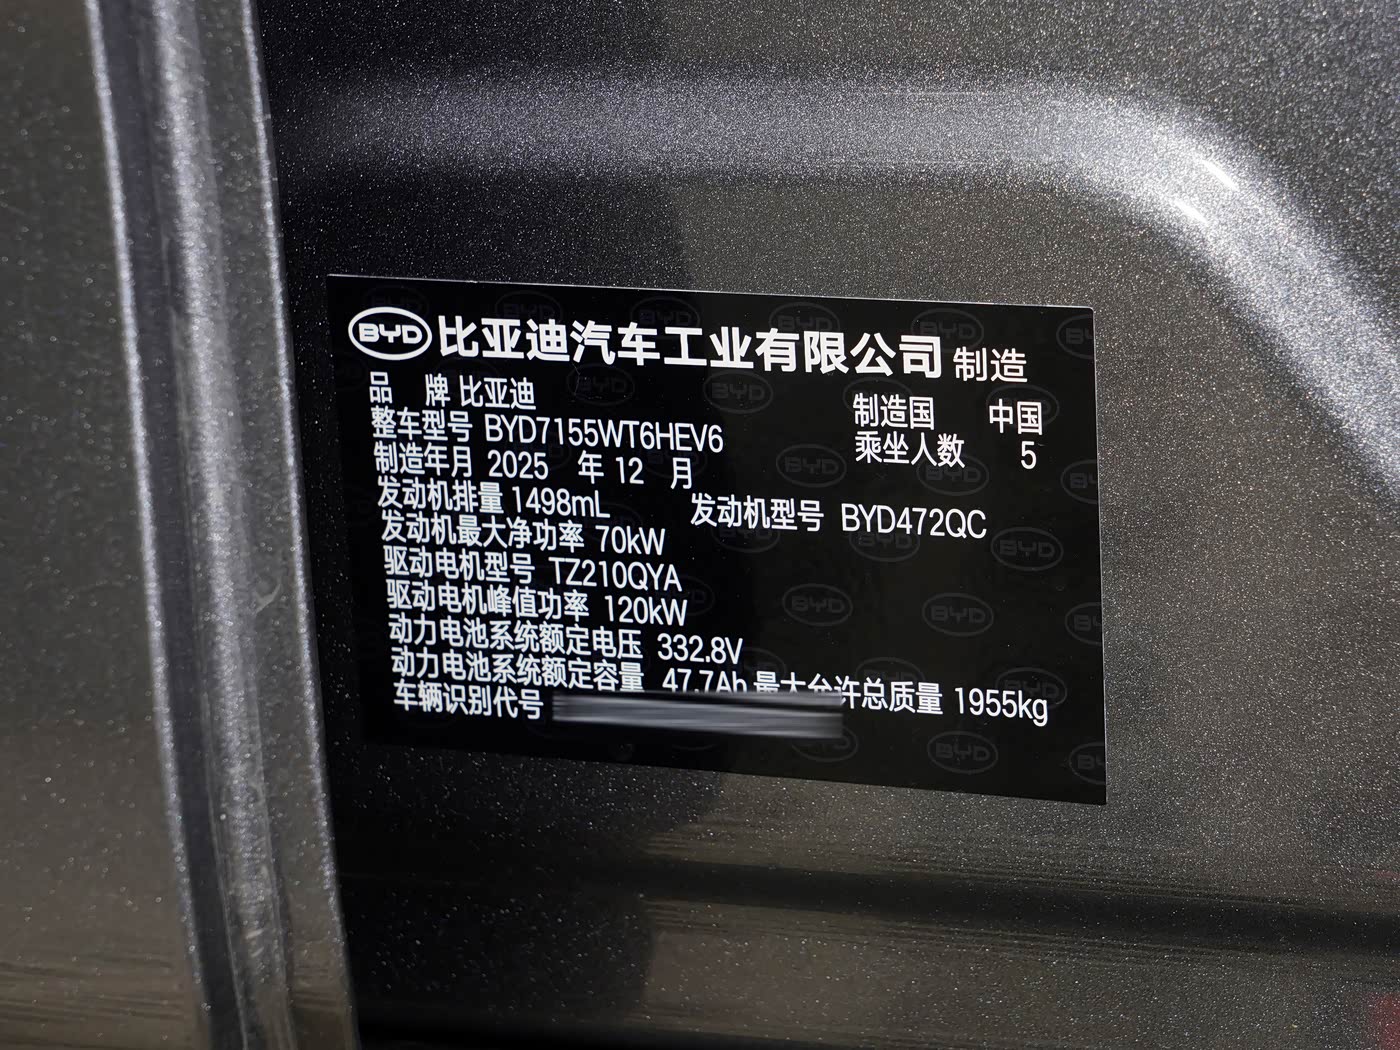 BYD 比亚迪汽车工业有限公司 制造
品 牌 比亚迪 制造国 中国
整车型号 BYD7155WT6HEV6 乘坐人数 5
制造年月 2025 年 12 月
发动机排量 1498mL 发动机型号 BYD472QC
发动机最大净功率 70kW
驱动电机型号 TZ210QYA
驱动电机峰值功率 120kW
动力电池系统额定电压 332.8V
动力电池系统额定容量 47.7Ah 最大允许总质量 1955kg
车辆识别代号